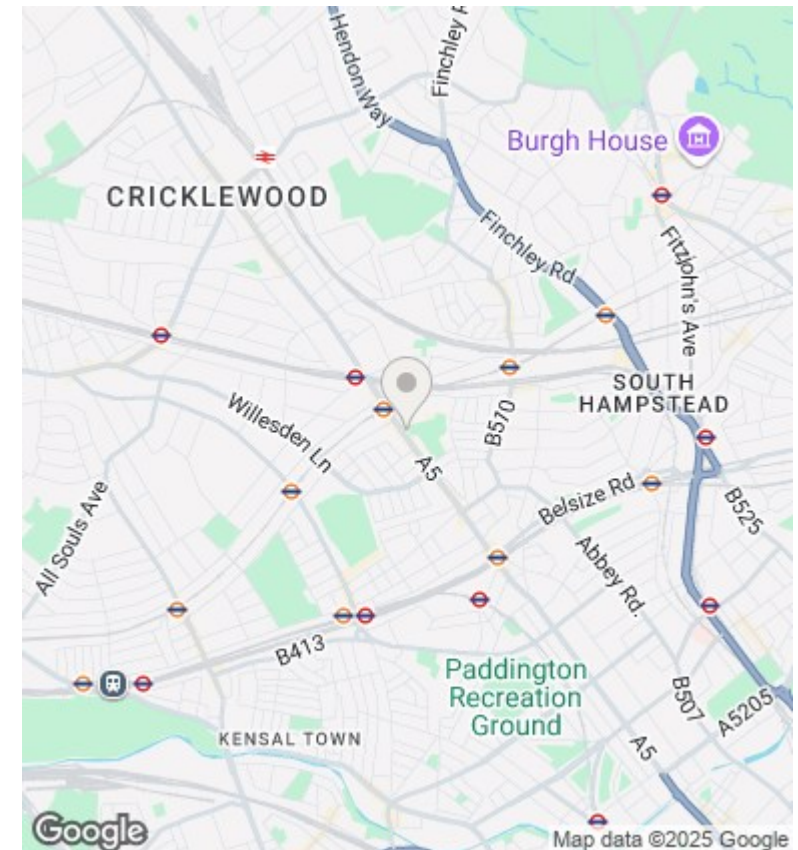 Finchley R
Hendon Way
Burgh House
CRICKLEWOOD
Finchley Rd
Fitzjohn's Ave
SOUTH
HAMPSTEAD
Willesden Ln
B570
A5
All Souls Ave
Belsize Rd
B525
Abbey Rd.
B413
Paddington
Recreation
Ground
B507
A5205
KENSAL TOWN
A5
Google
Map data ©2025 Google